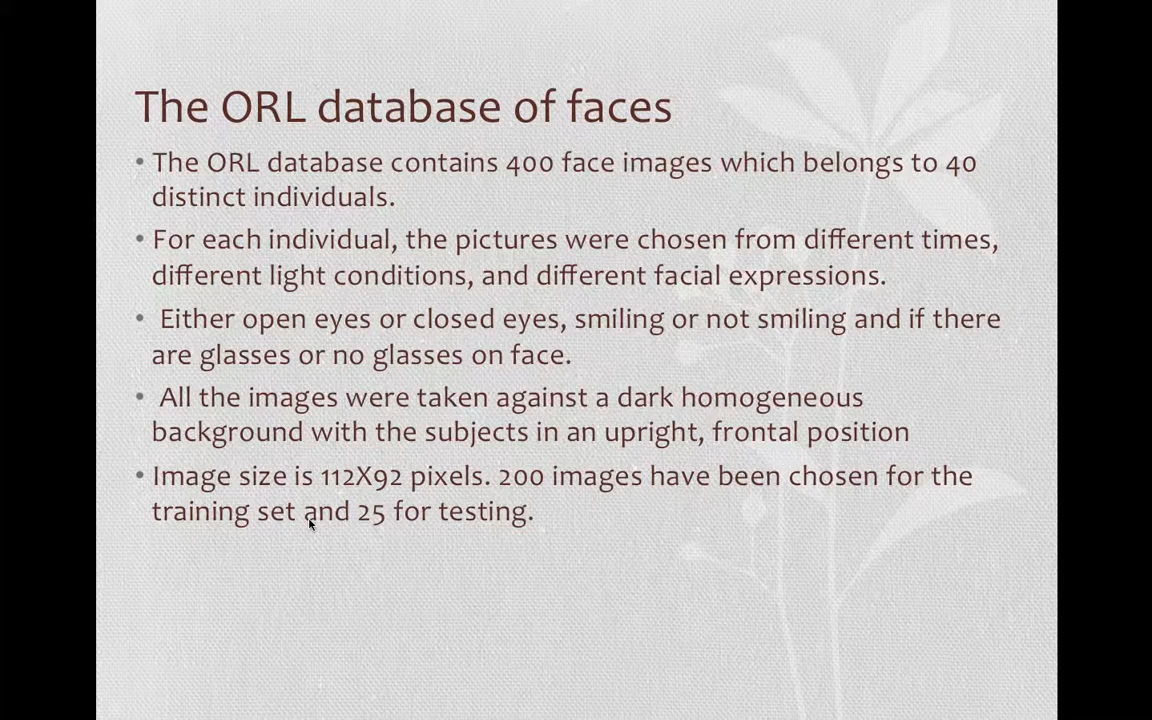 The ORL database of faces
• The ORL database contains 400 face images which belongs to 40
distinct individuals.
• For each individual, the pictures were chosen from different times,
different light conditions, and different facial expressions.
• Either open eyes or closed eyes, smiling or not smiling and if there
are glasses or no glasses on face.
• All the images were taken against a dark homogeneous
background with the subjects in an upright, frontal position
• Image size is 112X92 pixels. 200 images have been chosen for the
training set and 25 for testing.